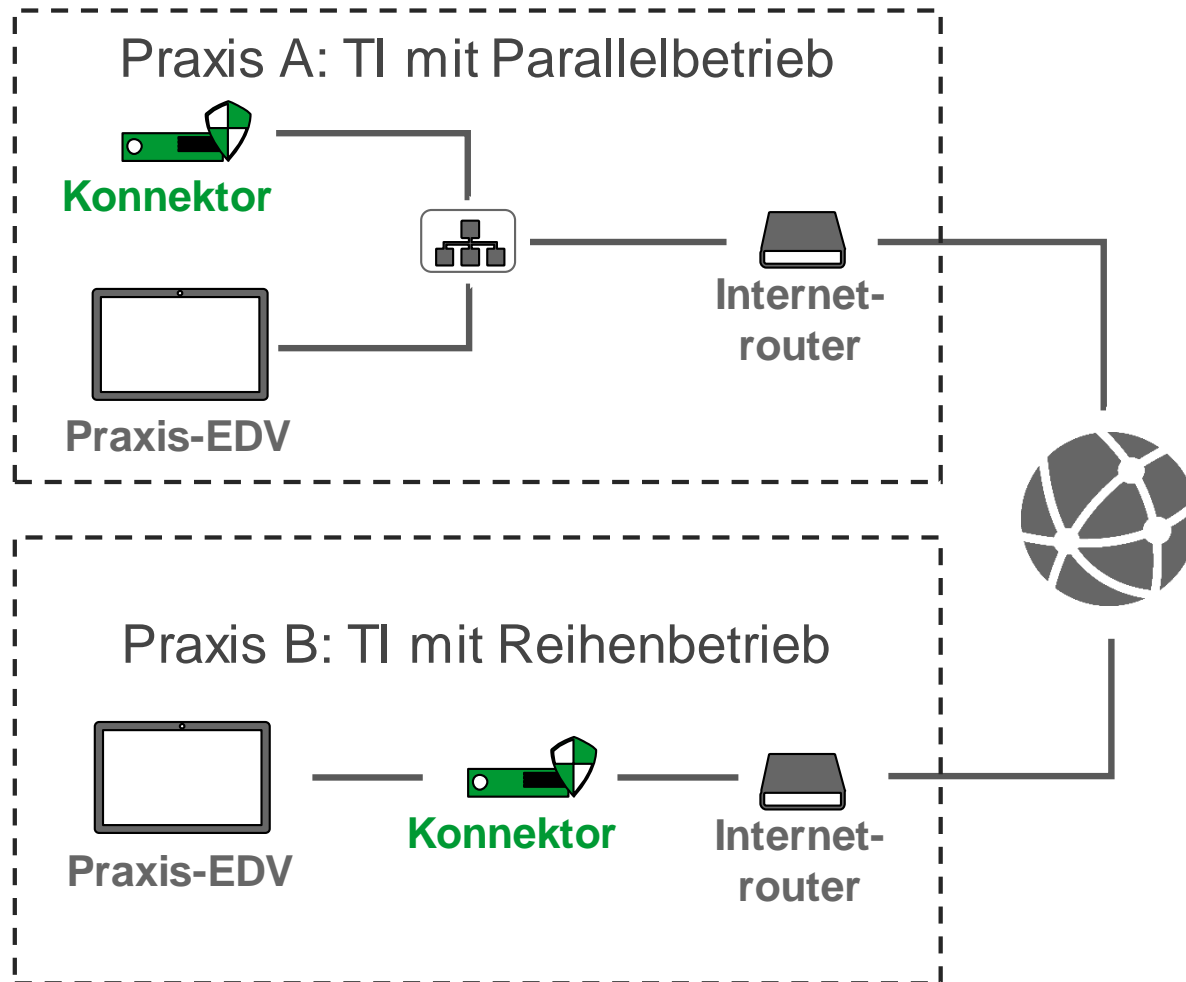 Praxis A: TI mit Parallelbetrieb
Konnektor
Internet-
router
Praxis-EDV
Praxis B: TI mit Reihenbetrieb
Konnektor
Internet-
router
Praxis-EDV